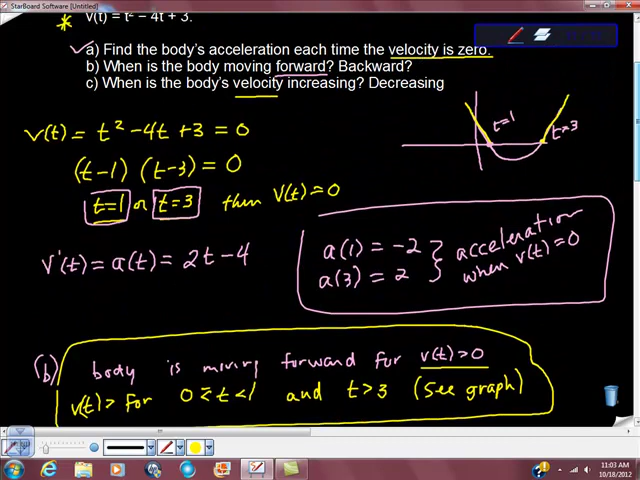 StarBoard Software [Untitled]
v(t) = t² - 4t + 3.
a) Find the body's acceleration each time the velocity is zero.
b) When is the body moving forward? Backward?
c) When is the body's velocity increasing? Decreasing
t=1
t=3
v(t) = t² - 4t + 3 = 0
(t-1) (t-3) = 0
t=1 or t=3 then v(t) = 0
v'(t) = a(t) = 2t - 4
a(1) = -2
a(3) = 2
acceleration
when v(t)=0
(b) body is moving forward for v(t) > 0
v(t) > for 0 ≤ t < 1 and t > 3 (see graph)
11:03 AM
10/18/2012